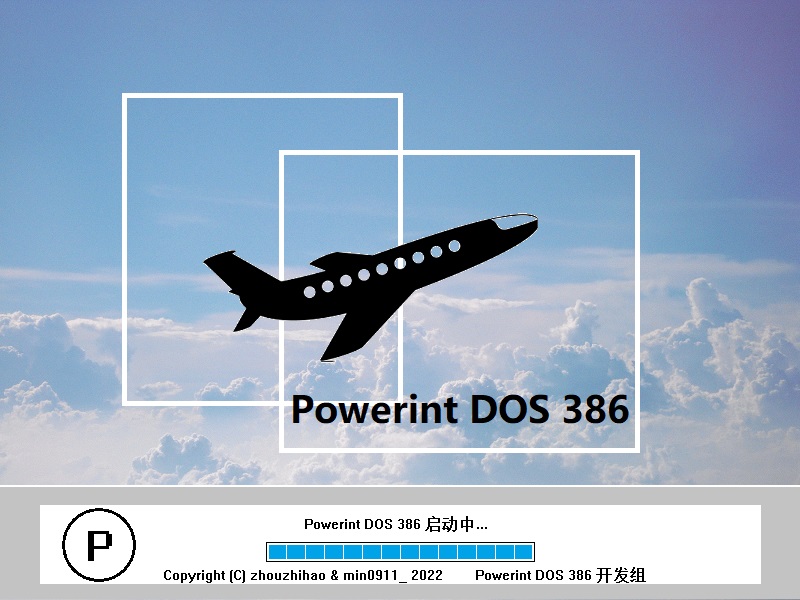 Powerint DOS 386
Powerint DOS 386 启动中...
P
Copyright (C) zhouzhihao & min0911_ 2022 Powerint DOS 386 开发组